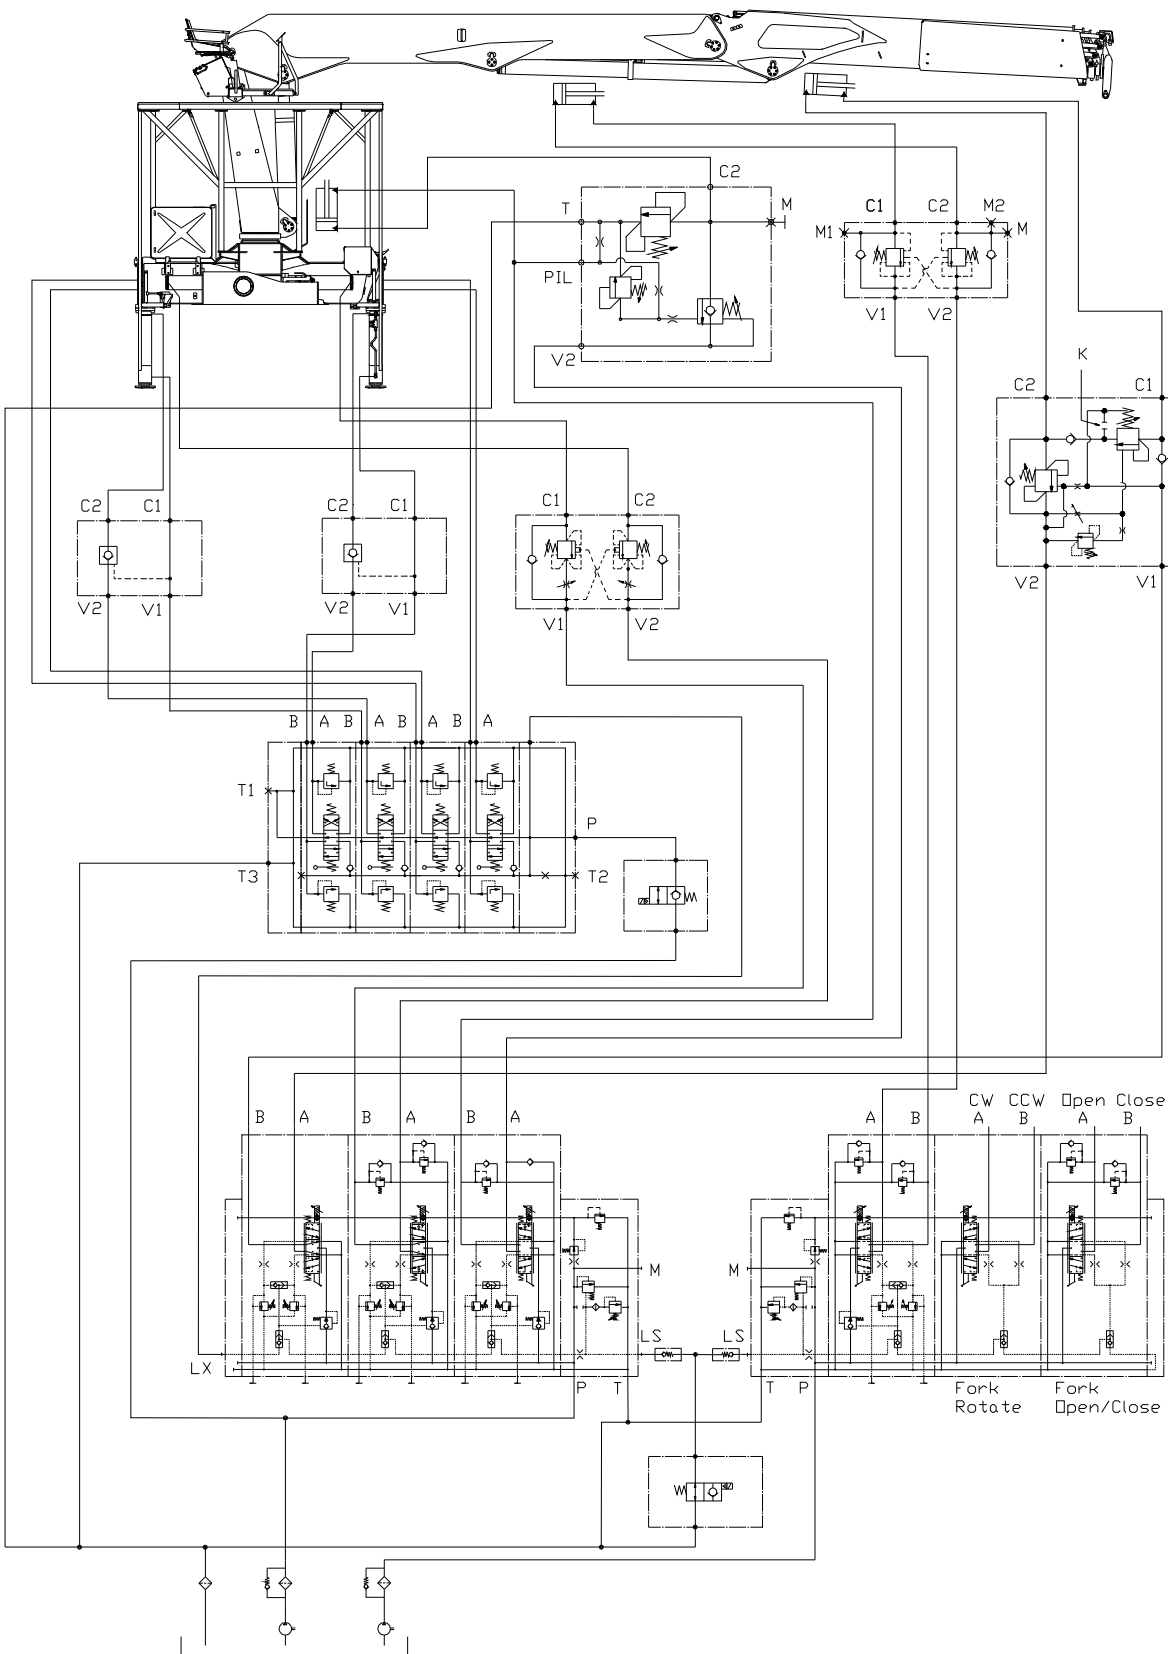 C2
T
M
PIL
V2
C1
C2
M2
M1
M
V1
V2
K
C2
C1
V2
V1
C2
C1
V2
V1
C2
C1
V2
V1
C1
C2
V1
V2
B A B A B A B A
T1
P
T3
T2
B A B A B A
A B
CW CCW Open Close
A B A B
M
M
LS
LS
LX
P T
T P
Fork
Rotate
Fork
Open/Close